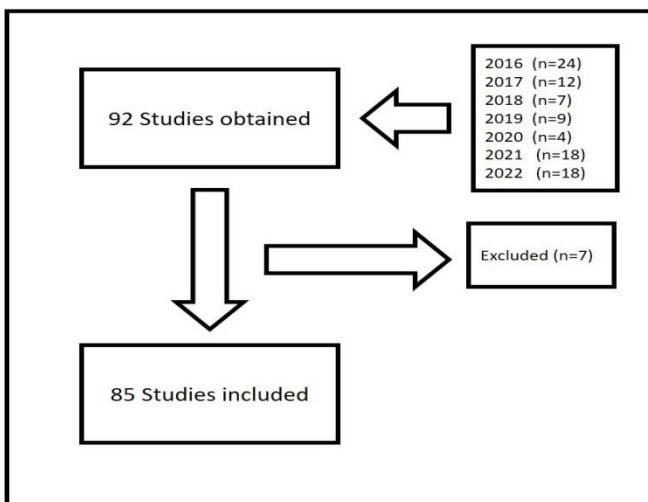 92 Studies obtained
2016 (n=24)
2017 (n=12)
2018 (n=7)
2019 (n=9)
2020 (n=4)
2021 (n=18)
2022 (n=18)
Excluded (n=7)
85 Studies included